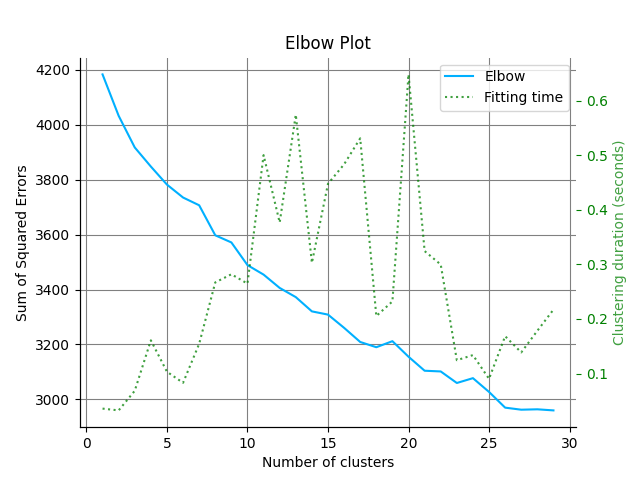 Elbow Plot
Elbow
Fitting time
4200
4000
3800
3600
3400
3200
3000
Sum of Squared Errors
0.6
0.5
0.4
0.3
0.2
0.1
Clustering duration (seconds)
0 5 10 15 20 25 30
Number of clusters